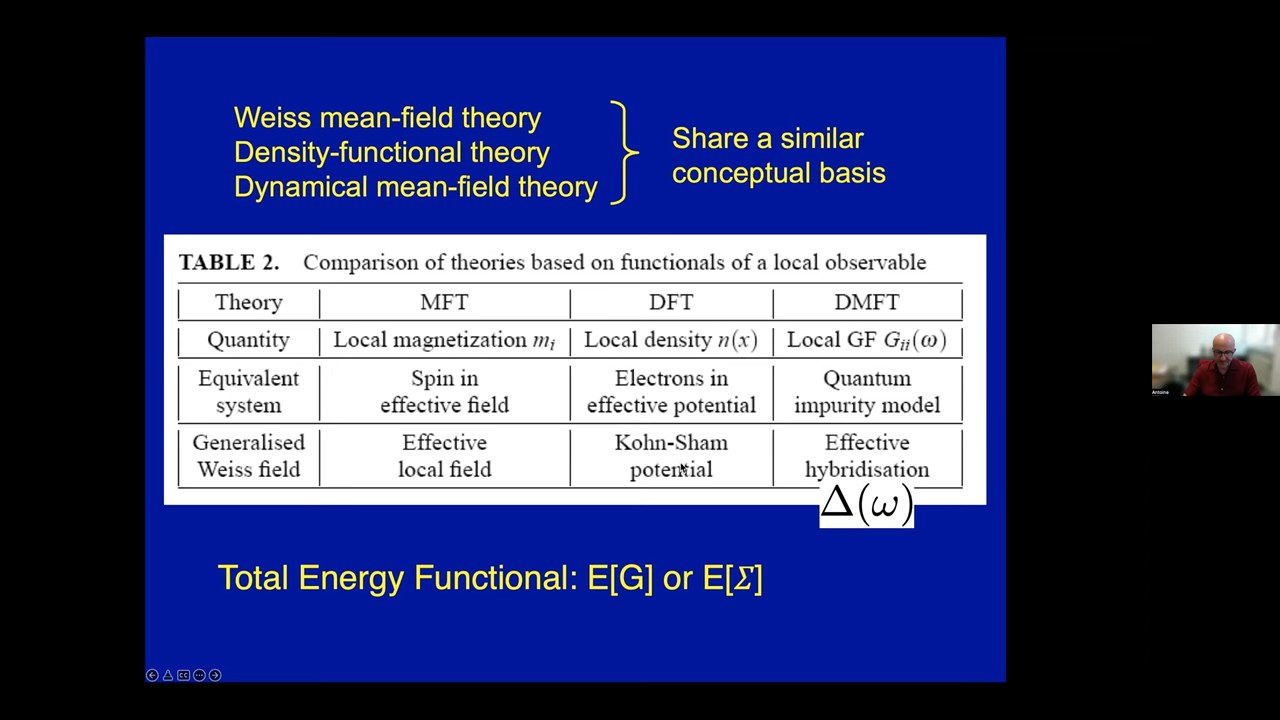 Weiss mean-field theory
Density-functional theory
Dynamical mean-field theory
Share a similar
conceptual basis
TABLE 2. Comparison of theories based on functionals of a local observable
Theory MFT DFT DMFT
Quantity Local magnetization mᵢ Local density n(x) Local GF Gᵢᵢ(ω)
Equivalent system Spin in effective field Electrons in effective potential Quantum impurity model
Generalised Weiss field Effective local field Kohn-Sham potential Effective hybridisation
Δ(ω)
Total Energy Functional: E[G] or E[Σ]
Antoine